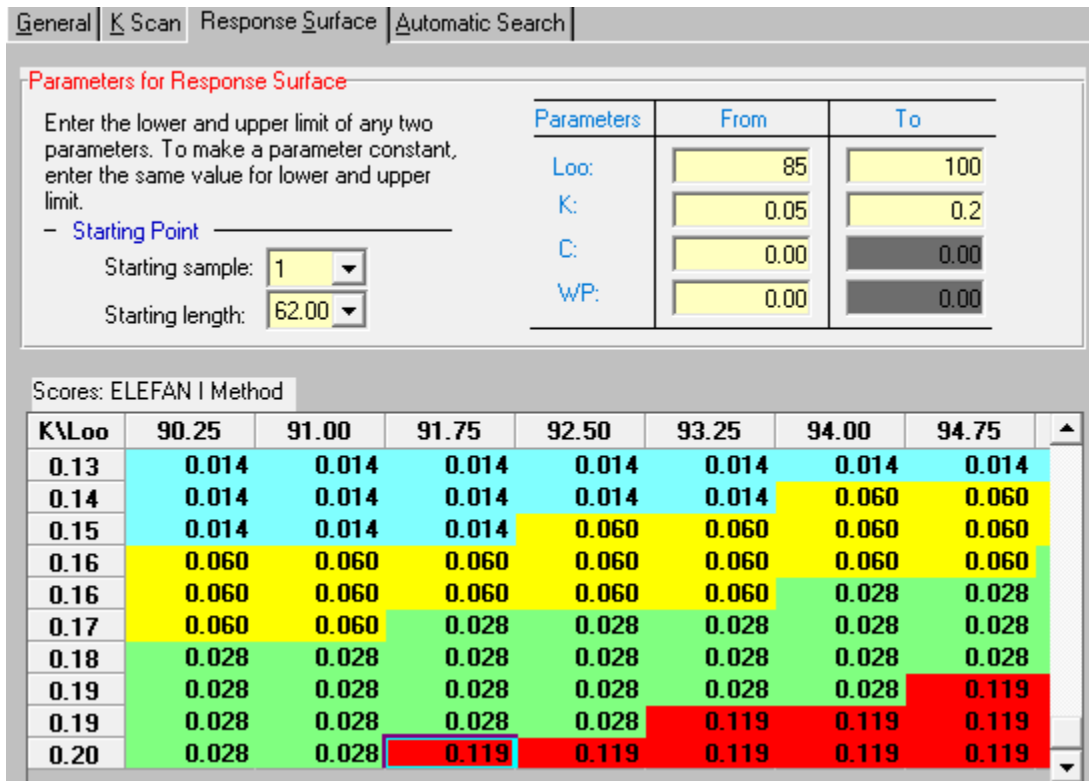 General K Scan Response Surface Automatic Search
Parameters for Response Surface
Enter the lower and upper limit of any two
parameters. To make a parameter constant,
enter the same value for lower and upper
limit.
Starting Point
Starting sample: 1
Starting length: 62.00
Parameters From To
Loo: 85 100
K: 0.05 0.2
C: 0.00 0.00
WP: 0.00 0.00
Scores: ELEFAN I Method
K\Loo 90.25 91.00 91.75 92.50 93.25 94.00 94.75
0.13 0.014 0.014 0.014 0.014 0.014 0.014 0.014
0.14 0.014 0.014 0.014 0.014 0.014 0.060 0.060
0.15 0.014 0.014 0.014 0.060 0.060 0.060 0.060
0.16 0.060 0.060 0.060 0.060 0.060 0.060 0.060
0.16 0.060 0.060 0.060 0.060 0.060 0.028 0.028
0.17 0.060 0.060 0.028 0.028 0.028 0.028 0.028
0.18 0.028 0.028 0.028 0.028 0.028 0.028 0.028
0.19 0.028 0.028 0.028 0.028 0.028 0.028 0.119
0.19 0.028 0.028 0.028 0.028 0.119 0.119 0.119
0.20 0.028 0.028 0.119 0.119 0.119 0.119 0.119